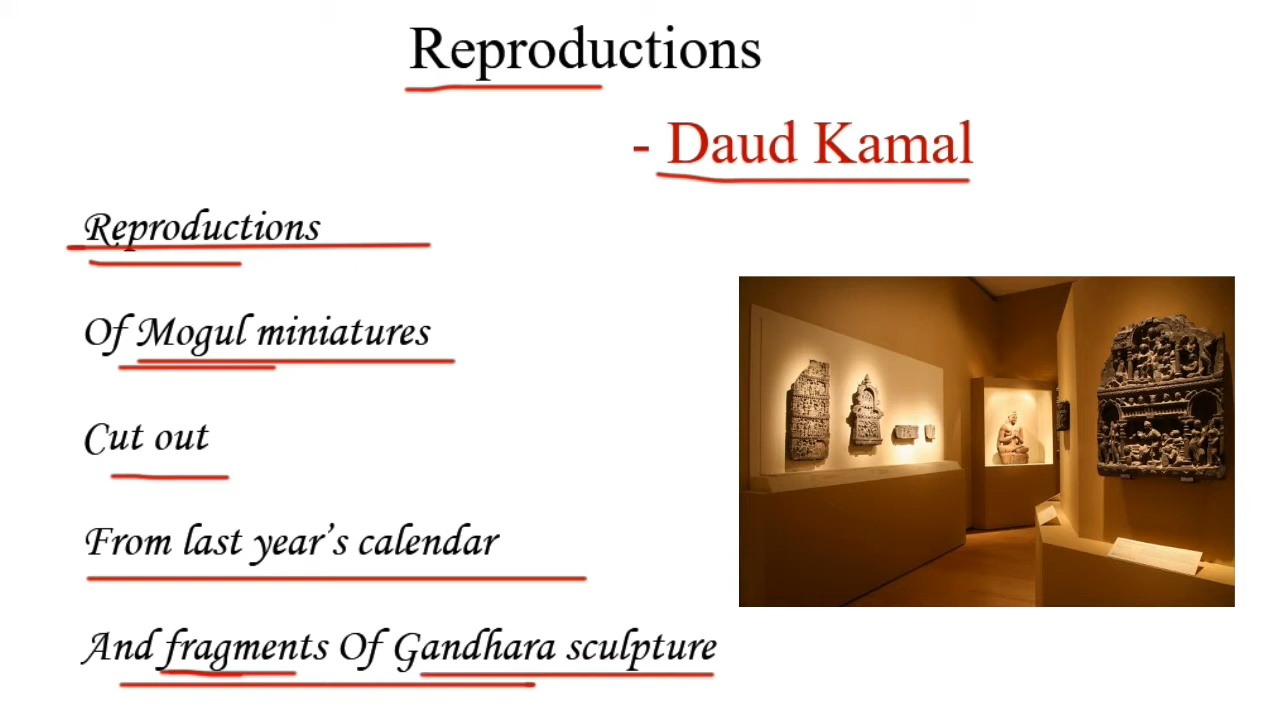 Reproductions
- Daud Kamal
Reproductions
Of Mogul miniatures
Cut out
From last year's calendar
And fragments Of Gandhara sculpture